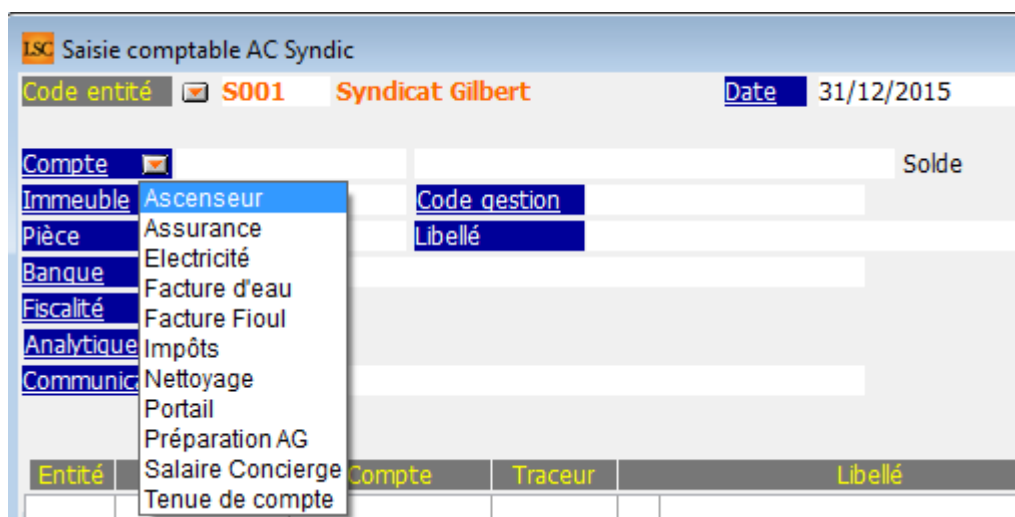 LSC Saisie comptable AC Syndic
Code entité S001 Syndicat Gilbert Date 31/12/2015
Compte Solde
Immeuble Code gestion
Pièce Libellé
Banque
Fiscalité
Analytique
Ascenseur
Assurance
Electricité
Facture d'eau
Facture Fioul
Impôts
Nettoyage
Portail
Préparation AG
Salaire Concierge
Tenue de compte
Entité Compte Traceur Libellé